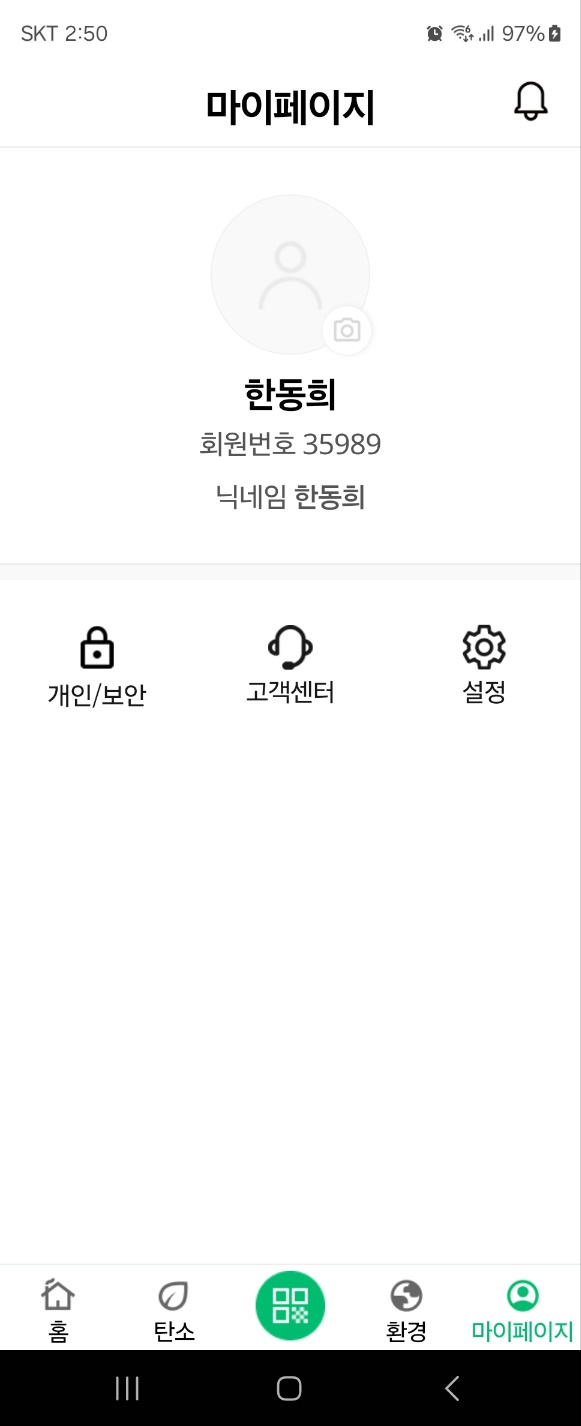 SKT 2:50 97%
마이페이지
한동희
회원번호 35989
닉네임 한동희
개인/보안 고객센터 설정
홈 탄소 환경 마이페이지